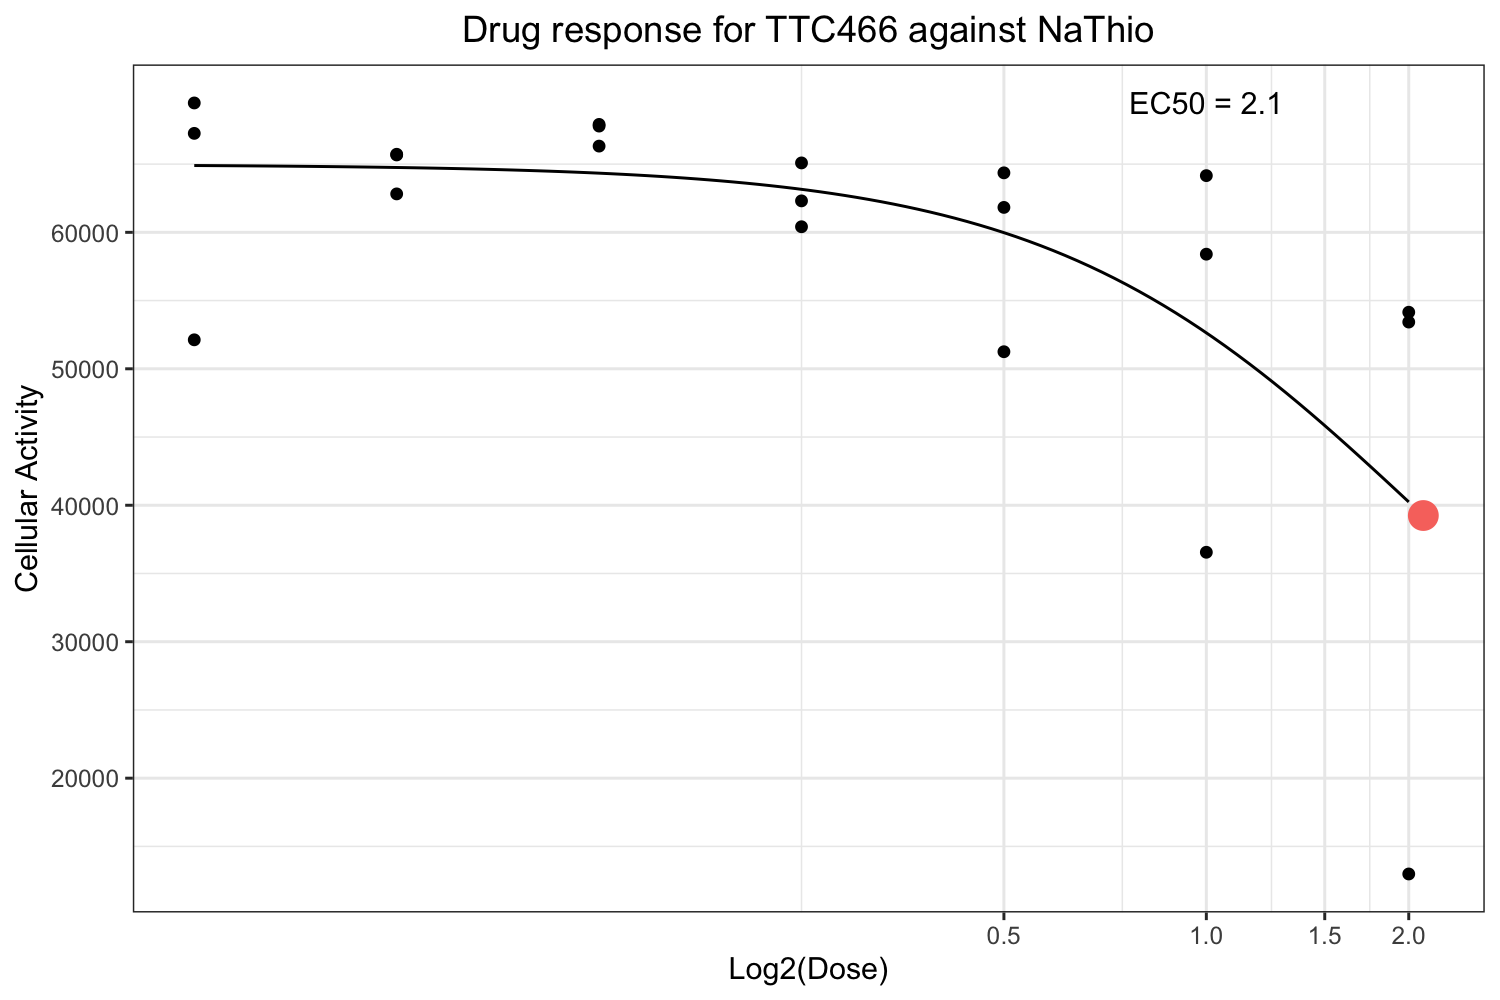 Drug response for TTC466 against NaThio
EC50 = 2.1
Cellular Activity
60000
50000
40000
30000
20000
0.5 1.0 1.5 2.0
Log2(Dose)